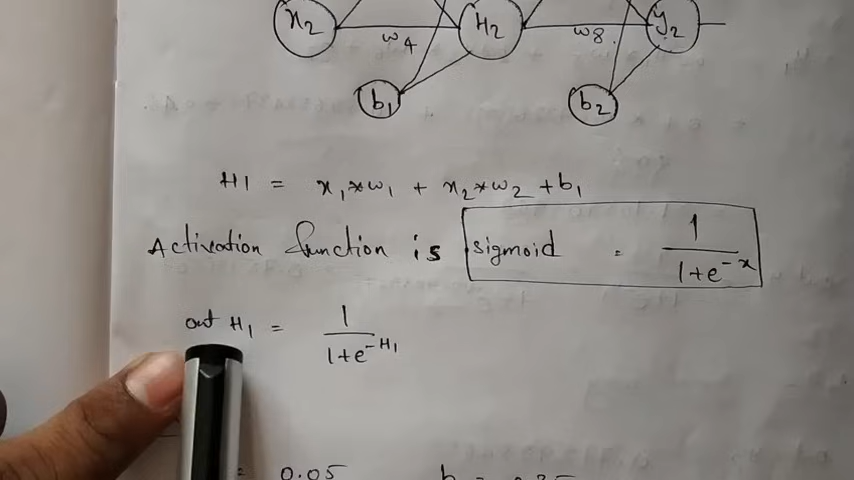 x2 H2 y2
w4 w8
b1 b2
H1 = x1*w1 + x2*w2 + b1
Activation function is sigmoid = 1/(1+e^-x)
out H1 = 1/(1+e^-H1)
= 0.05